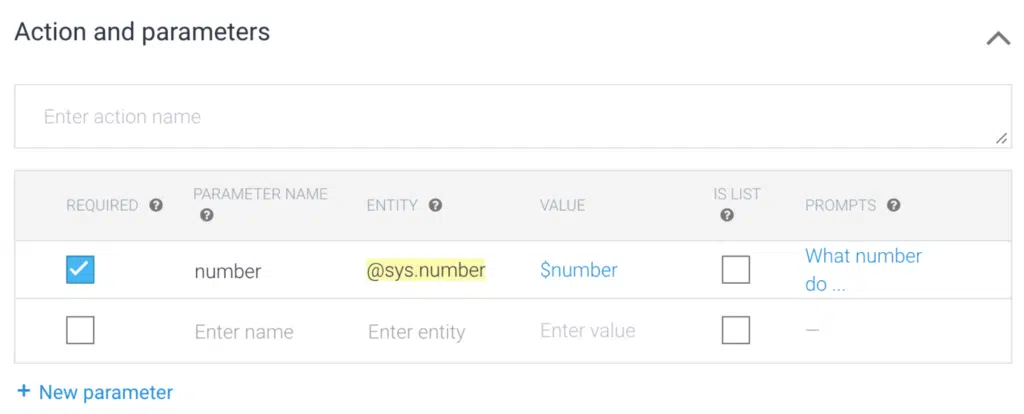 Action and parameters
Enter action name
REQUIRED PARAMETER NAME ENTITY VALUE IS LIST PROMPTS
number @sys.number $number What number
do ...
Enter name Enter entity Enter value —
+ New parameter